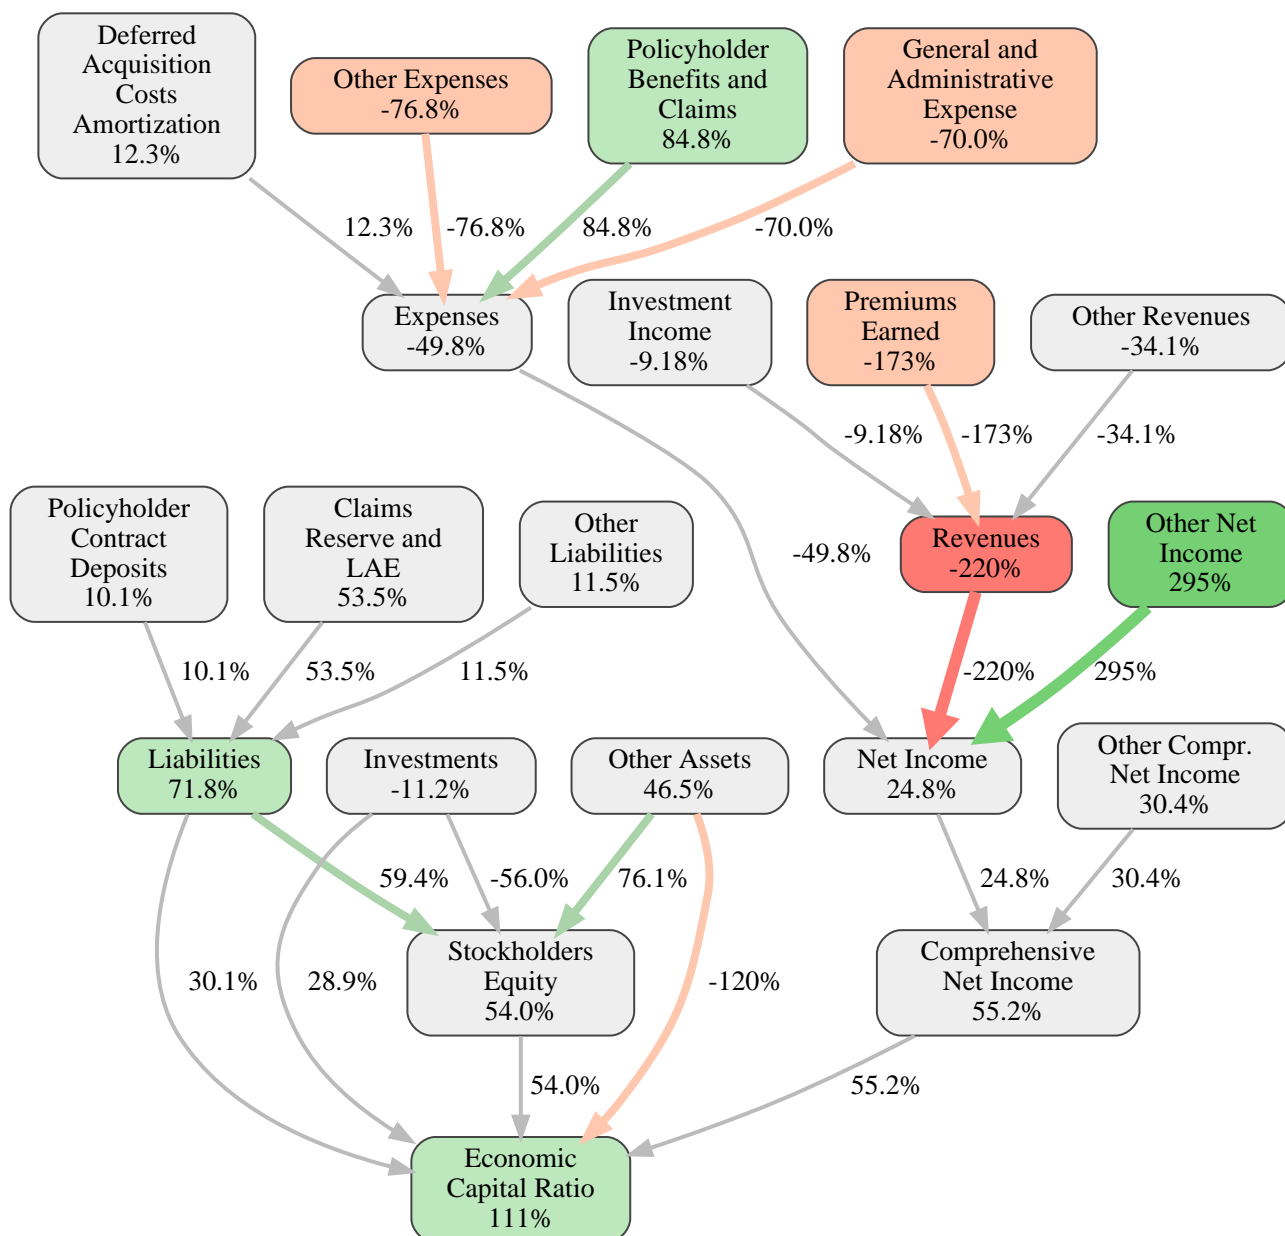 Deferred
Acquisition
Costs
Amortization
12.3%
Other Expenses
-76.8%
Policyholder
Benefits and
Claims
84.8%
General and
Administrative
Expense
-70.0%
12.3%
-76.8%
84.8%
-70.0%
Expenses
-49.8%
Investment
Income
-9.18%
Premiums
Earned
-173%
Other Revenues
-34.1%
-9.18%
-173%
-34.1%
Policyholder
Contract
Deposits
10.1%
Claims
Reserve and
LAE
53.5%
Other
Liabilities
11.5%
-49.8%
Revenues
-220%
Other Net
Income
295%
10.1%
53.5%
11.5%
-220%
295%
Liabilities
71.8%
Investments
-11.2%
Other Assets
46.5%
Net Income
24.8%
Other Compr.
Net Income
30.4%
59.4%
-56.0%
76.1%
24.8%
30.4%
Stockholders
Equity
54.0%
Comprehensive
Net Income
55.2%
30.1%
28.9%
-120%
54.0%
55.2%
Economic
Capital Ratio
111%